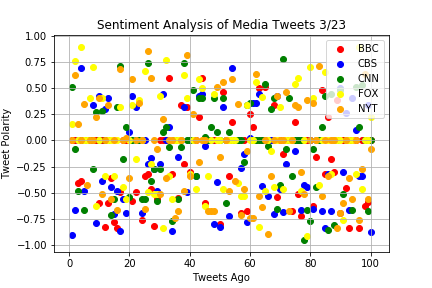 Sentiment Analysis of Media Tweets 3/23
1.00
0.75
0.50
0.25
0.00
−0.25
−0.50
−0.75
−1.00
Tweet Polarity
BBC
CBS
CNN
FOX
NYT
0
20
40
60
80
100
Tweets Ago